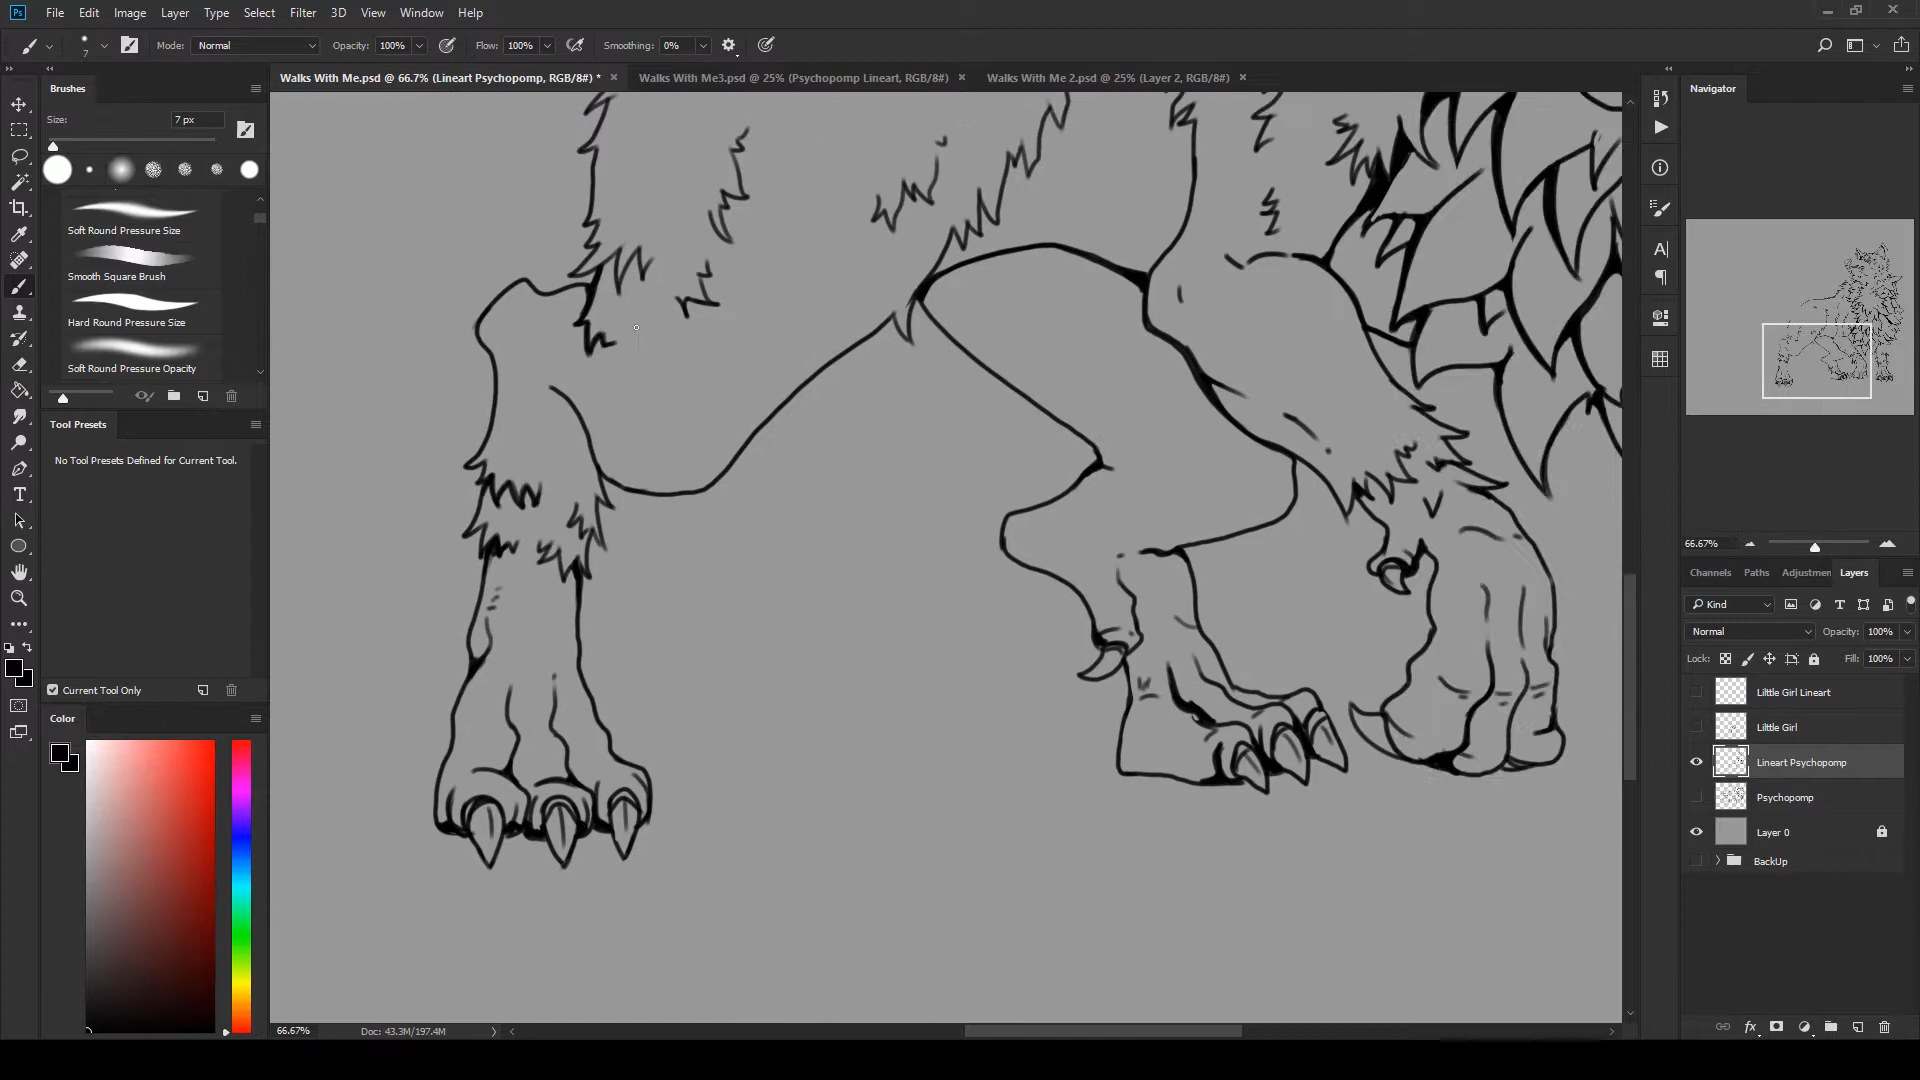 Ps File Edit Image Layer Type Select Filter 3D View Window Help
7 Mode: Normal Opacity: 100% Flow: 100% Smoothing: 0%
Walks With Me.psd @ 66.7% (Lineart Psychopomp, RGB/8#) * Walks With Me3.psd @ 25% (Psychopomp Lineart, RGB/8#) Walks With Me 2.psd @ 25% (Layer 2, RGB/8#)
Brushes
Size: 7 px
Soft Round Pressure Size
Smooth Square Brush
Hard Round Pressure Size
Soft Round Pressure Opacity
Tool Presets
No Tool Presets Defined for Current Tool.
Current Tool Only
Color
66.67% Doc: 43.3M/197.4M
Navigator
66.67%
Channels Paths Adjustmen Layers
Kind
Normal Opacity: 100%
Lock: Fill: 100%
Liltle Girl Lineart
Liltle Girl
Lineart Psychopomp
Psychopomp
Layer 0
BackUp